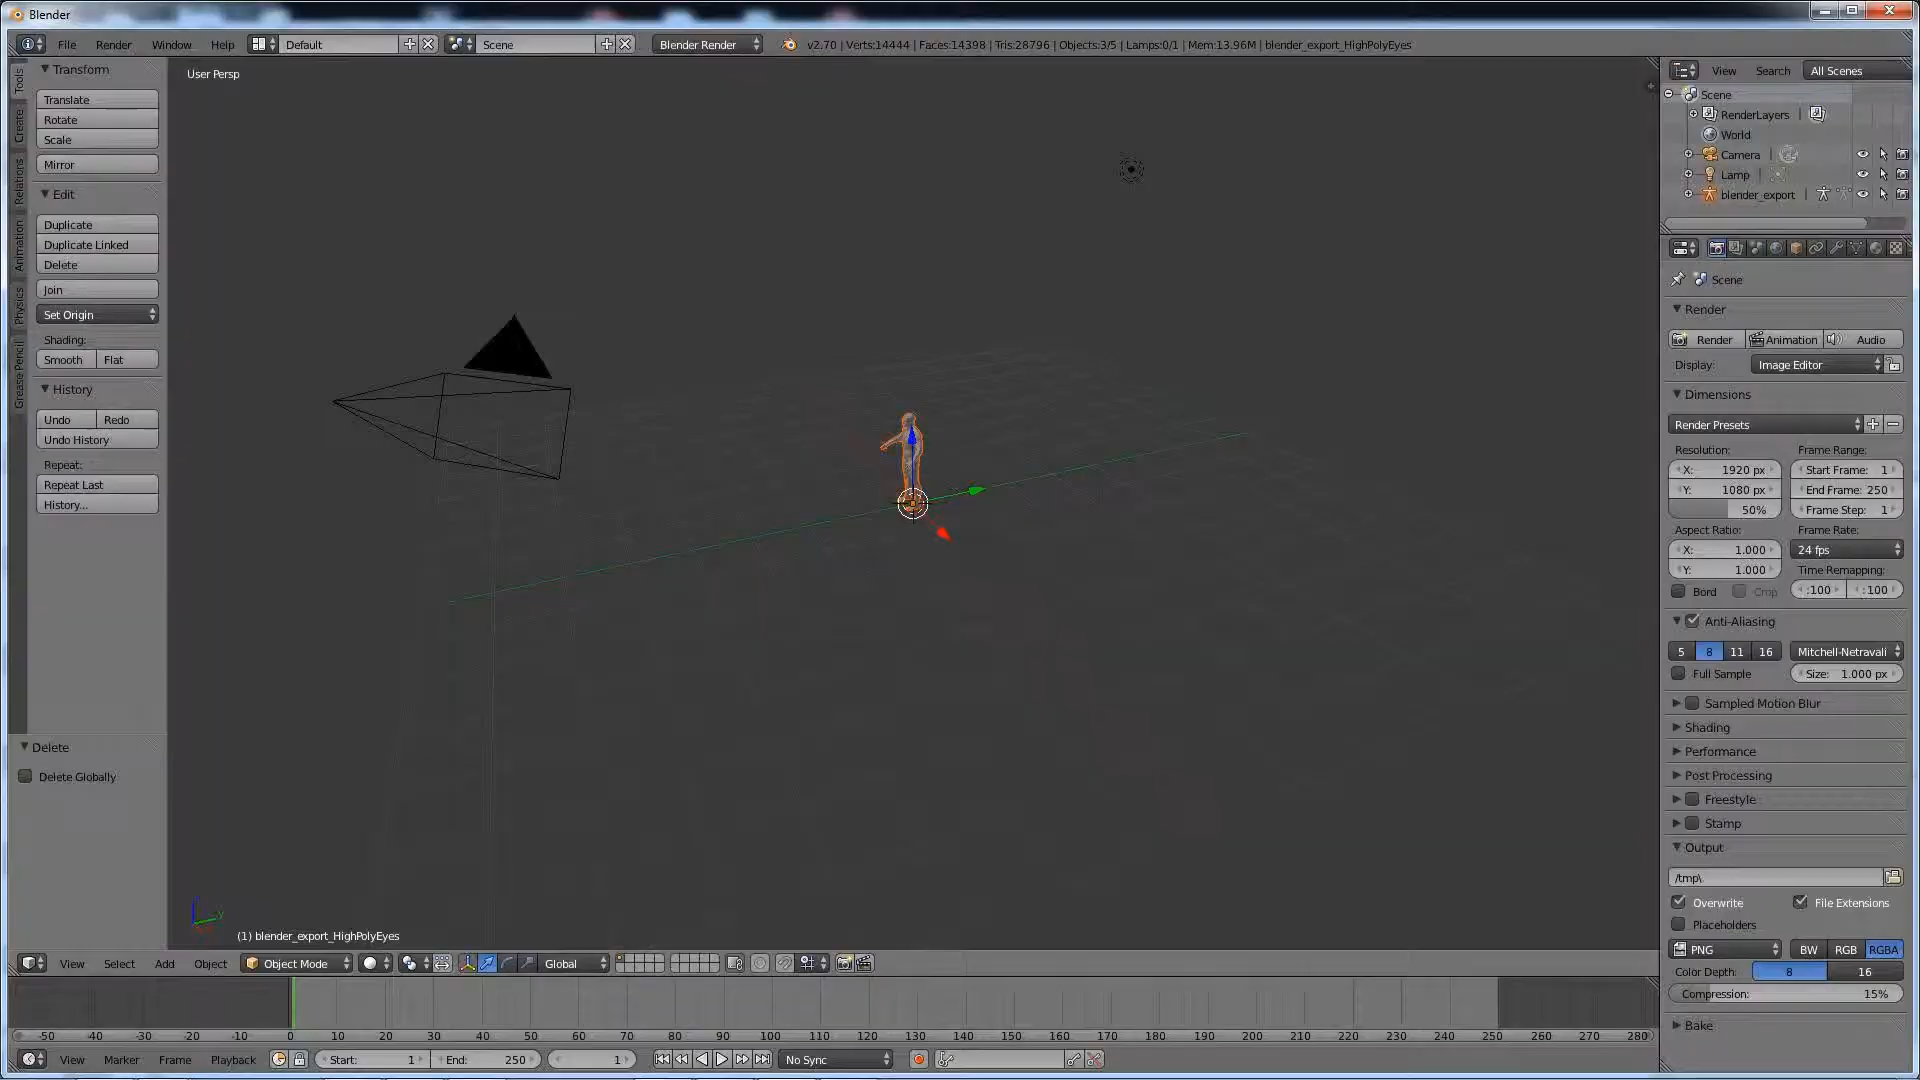 Blender
File Render Window Help Default Scene Blender Render v2.70 | Verts:14444 | Faces:14398 | Tris:28796 | Objects:3/5 | Lamps:0/1 | Mem:13.96M | blender_export_HighPolyEyes
Tools
Create
Relations
Animation
Physics
Grease Pencil
Transform
Translate
Rotate
Scale
Mirror
Edit
Duplicate
Duplicate Linked
Delete
Join
Set Origin
Shading:
Smooth Flat
History
Undo Redo
Undo History
Repeat:
Repeat Last
History...
Delete
Delete Globally
User Persp
(1) blender_export_HighPolyEyes
View Select Add Object Object Mode Global
-50 -40 -30 -20 -10 0 10 20 30 40 50 60 70 80 90 100 110 120 130 140 150 160 170 180 190 200 210 220 230 240 250 260 270 280
View Marker Frame Playback Start: 1 End: 250 1 No Sync
View Search All Scenes
Scene
RenderLayers
World
Camera
Lamp
blender_export
Scene
Render
Render Animation Audio
Display: Image Editor
Dimensions
Render Presets
Resolution: Frame Range:
X: 1920 px Start Frame: 1
Y: 1080 px End Frame: 250
50% Frame Step: 1
Aspect Ratio: Frame Rate:
X: 1.000 24 fps
Y: 1.000 Time Remapping:
Bord Crop :100 :100
Anti-Aliasing
5 8 11 16 Mitchell-Netravali
Full Sample Size: 1.000 px
Sampled Motion Blur
Shading
Performance
Post Processing
Freestyle
Stamp
Output
/tmp\
Overwrite File Extensions
Placeholders
PNG BW RGB RGBA
Color Depth: 8 16
Compression: 15%
Bake